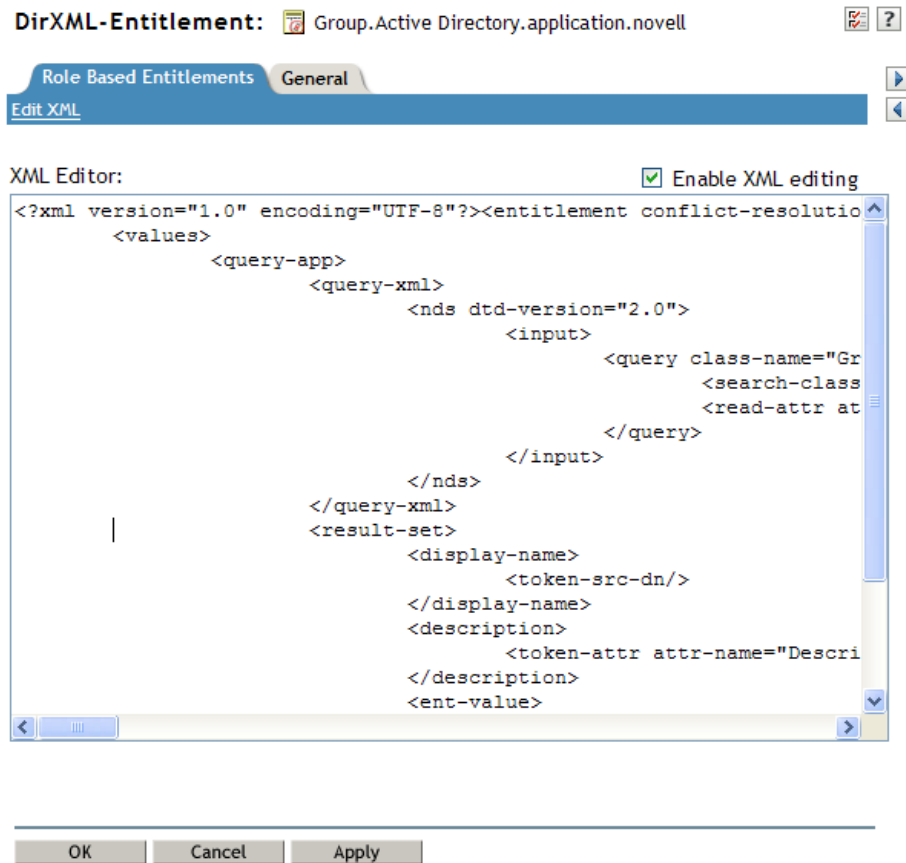 DirXML-Entitlement: Group.Active Directory.application.novell
?
Role Based Entitlements General
Edit XML
XML Editor: Enable XML editing
<?xml version="1.0" encoding="UTF-8"?><entitlement conflict-resolutio
<values>
<query-app>
<query-xml>
<nds dtd-version="2.0">
<input>
<query class-name="Gr
<search-class
<read-attr at
</query>
</input>
</nds>
</query-xml>
<result-set>
<display-name>
<token-src-dn/>
</display-name>
<description>
<token-attr attr-name="Descri
</description>
<ent-value>
OK Cancel Apply